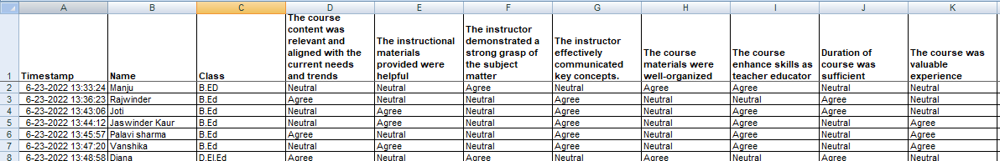 A B C D E F G H I J K
1 Timestamp Name Class The course content was relevant and aligned with the current needs and trends The instructional materials provided were helpful The instructor demonstrated a strong grasp of the subject matter The instructor effectively communicated key concepts. The course materials were well-organized The course enhance skills as teacher educator Duration of course was sufficient The course was valuable experience
2 6-23-2022 13:33:24 Manju B.ED Neutral Neutral Agree Neutral Agree Agree Neutral Neutral
3 6-23-2022 13:36:23 Rajwinder B.Ed Agree Neutral Neutral Agree Neutral Neutral Agree Neutral
4 6-23-2022 13:43:06 Joti B.Ed Neutral Agree Neutral Agree Neutral Agree Neutral Agree
5 6-23-2022 13:44:12 Jaswinder Kaur B.Ed Neutral Agree Neutral Agree Neutral Agree Neutral Agree
6 6-23-2022 13:45:57 Palavi sharma B.Ed Agree Neutral Neutral Agree Neutral Agree Neutral Agree
7 6-23-2022 13:47:20 Vanshika B.Ed Neutral Agree Neutral Agree Neutral Agree Neutral Agree
8 6-23-2022 13:48:58 Diana D.El.Ed Agree Neutral Agree Neutral Agree Neutral Agree Neutral